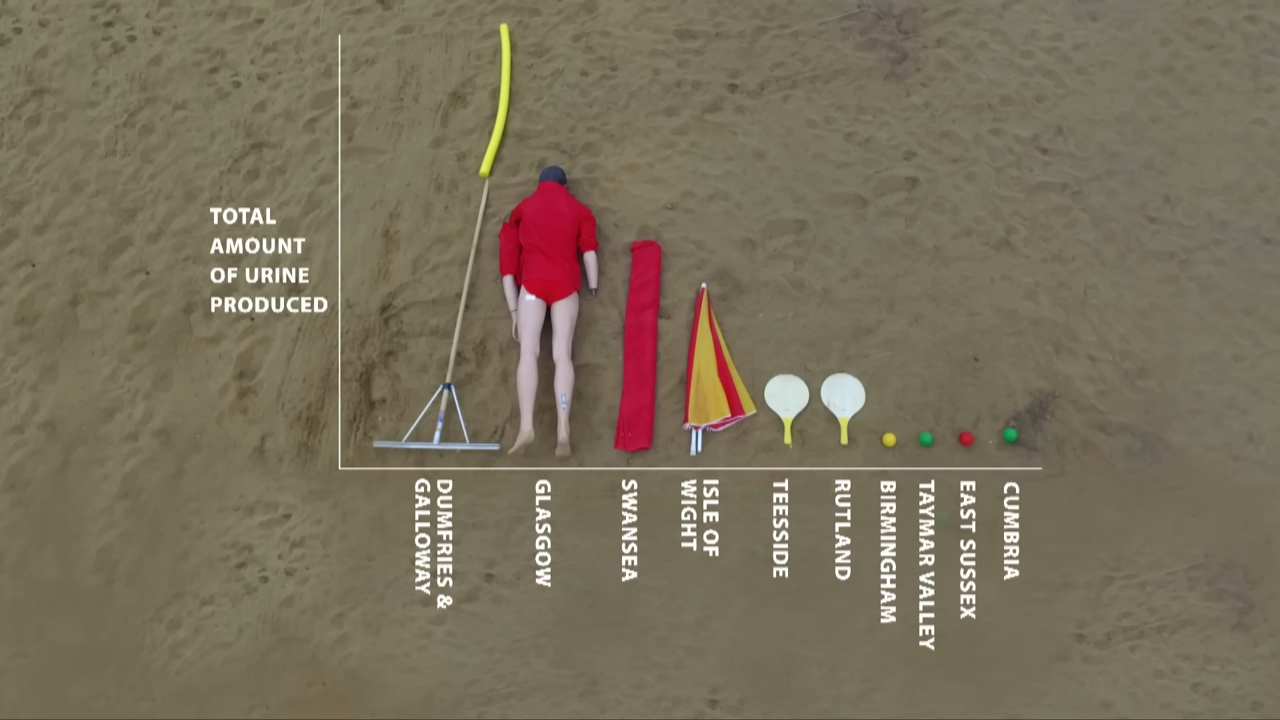 TOTAL
AMOUNT
OF URINE
PRODUCED
DUMFRIES &
GALLOWAY
GLASGOW
SWANSEA
ISLE OF
WIGHT
TEESSIDE
RUTLAND
BIRMINGHAM
TAYMAR VALLEY
EAST SUSSEX
CUMBRIA